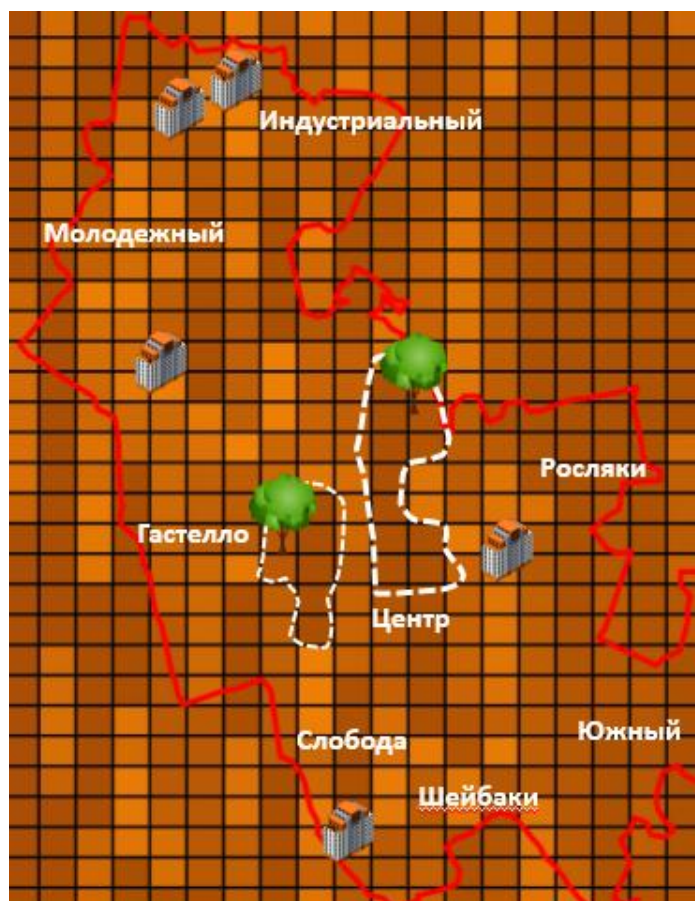 Индустриальный
Молодежный
Росляки
Гастелло
Центр
Южный
Слобода
Шейбаки